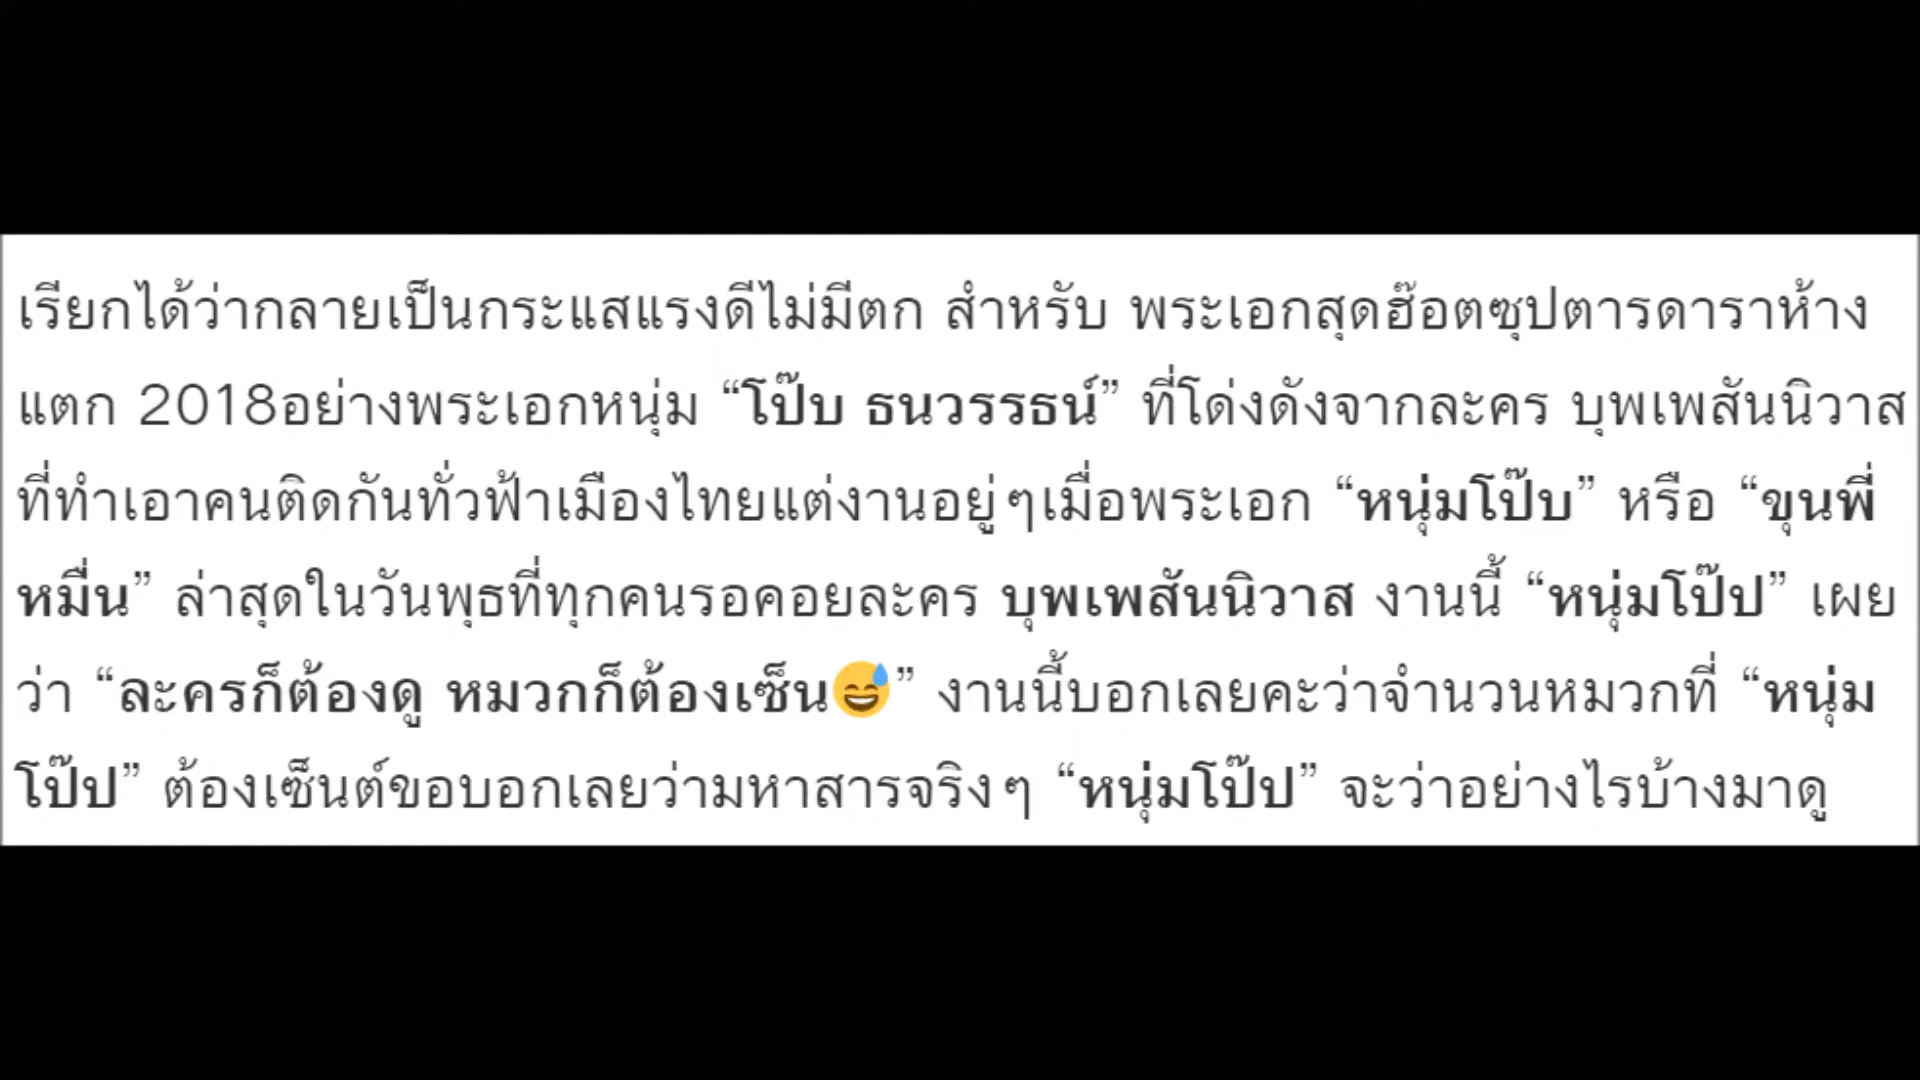 เรียกได้ว่ากลายเป็นกระแสแรงดีไม่มีตก สำหรับ พระเอกสุดฮ๊อตซุปตารดาราห้าง
แตก 2018อย่างพระเอกหนุ่ม “โป๊บ ธนวรรธน์” ที่โด่งดังจากละคร บุพเพสันนิวาส
ที่ทำเอาคนติดกันทั่วฟ้าเมืองไทยแต่งานอยู่ๆเมื่อพระเอก “หนุ่มโป๊บ” หรือ “ขุนพี่
หมื่น” ล่าสุดในวันพุธที่ทุกคนรอคอยละคร บุพเพสันนิวาส งานนี้ “หนุ่มโป๊ป” เผย
ว่า “ละครก็ต้องดู หมวกก็ต้องเซ็น😅” งานนี้บอกเลยคะว่าจำนวนหมวกที่ “หนุ่ม
โป๊ป” ต้องเซ็นต์ขอบอกเลยว่ามหาสารจริงๆ “หนุ่มโป๊ป” จะว่าอย่างไรบ้างมาดู